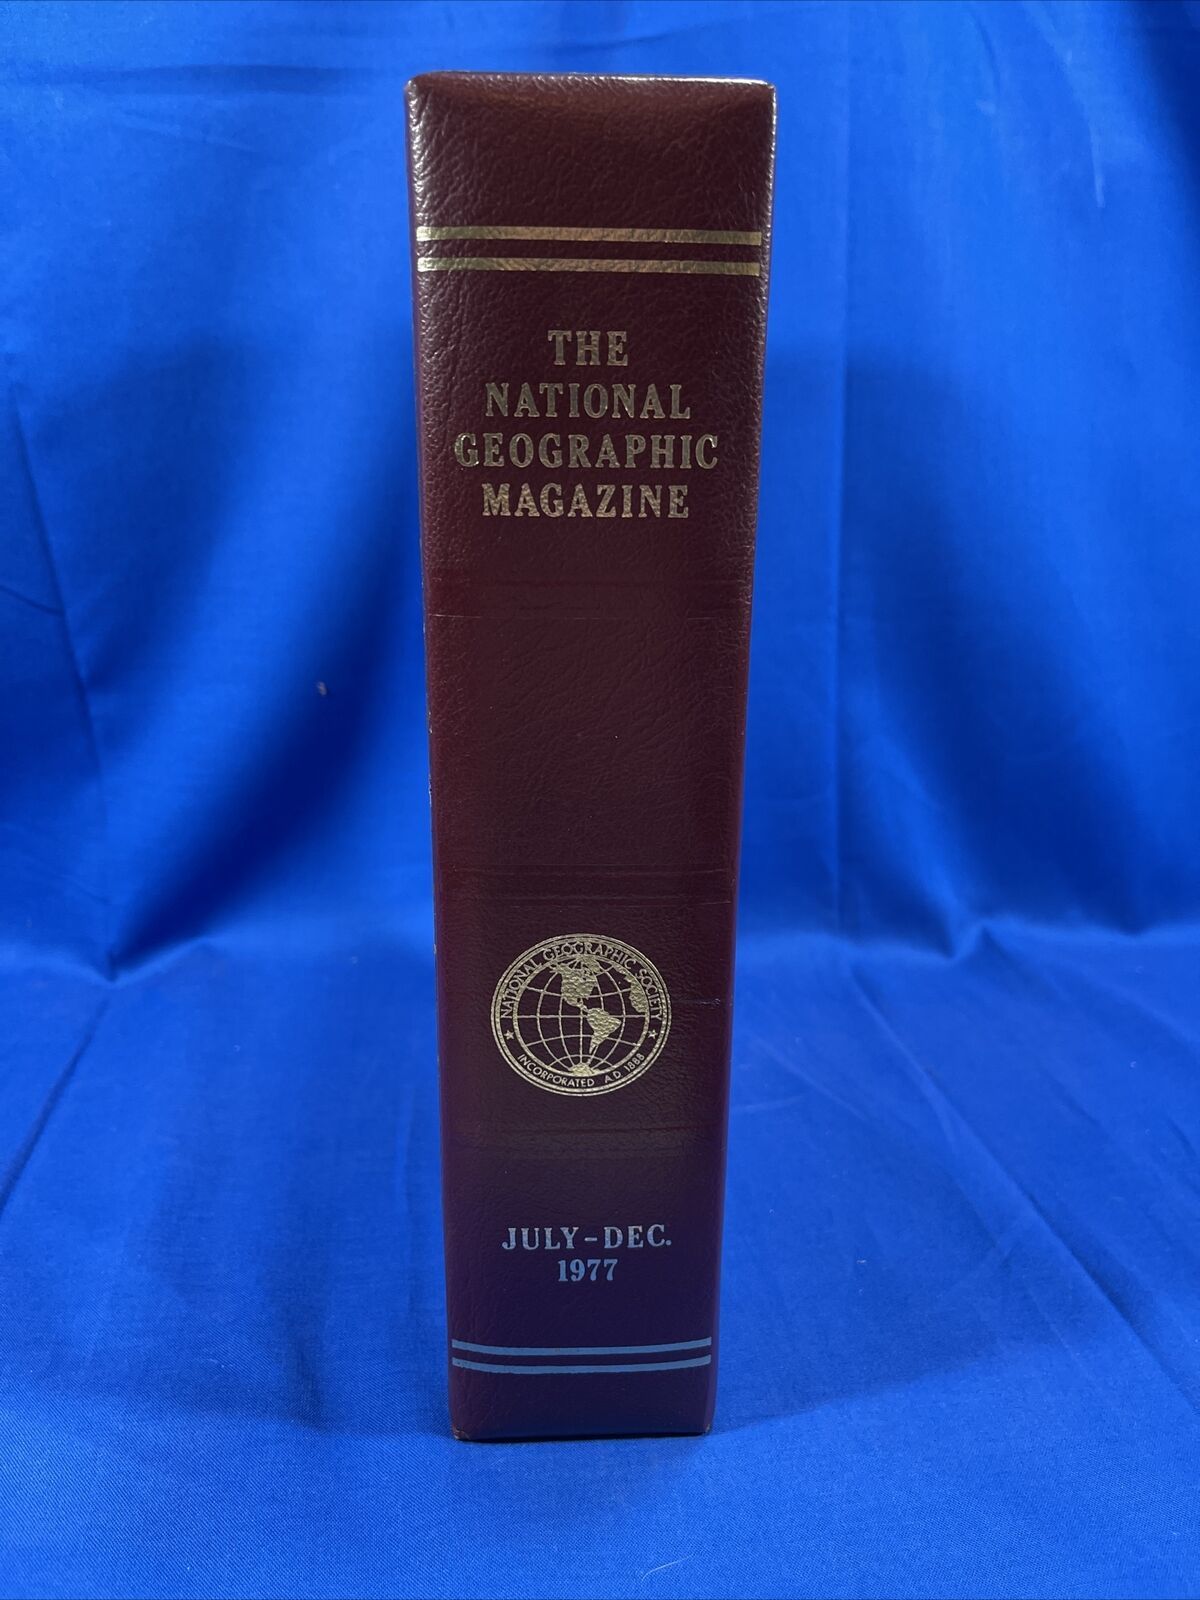 THE
NATIONAL
GEOGRAPHIC
MAGAZINE
NATIONAL GEOGRAPHIC SOCIETY
INCORPORATED A.D. 1888
JULY-DEC.
1977